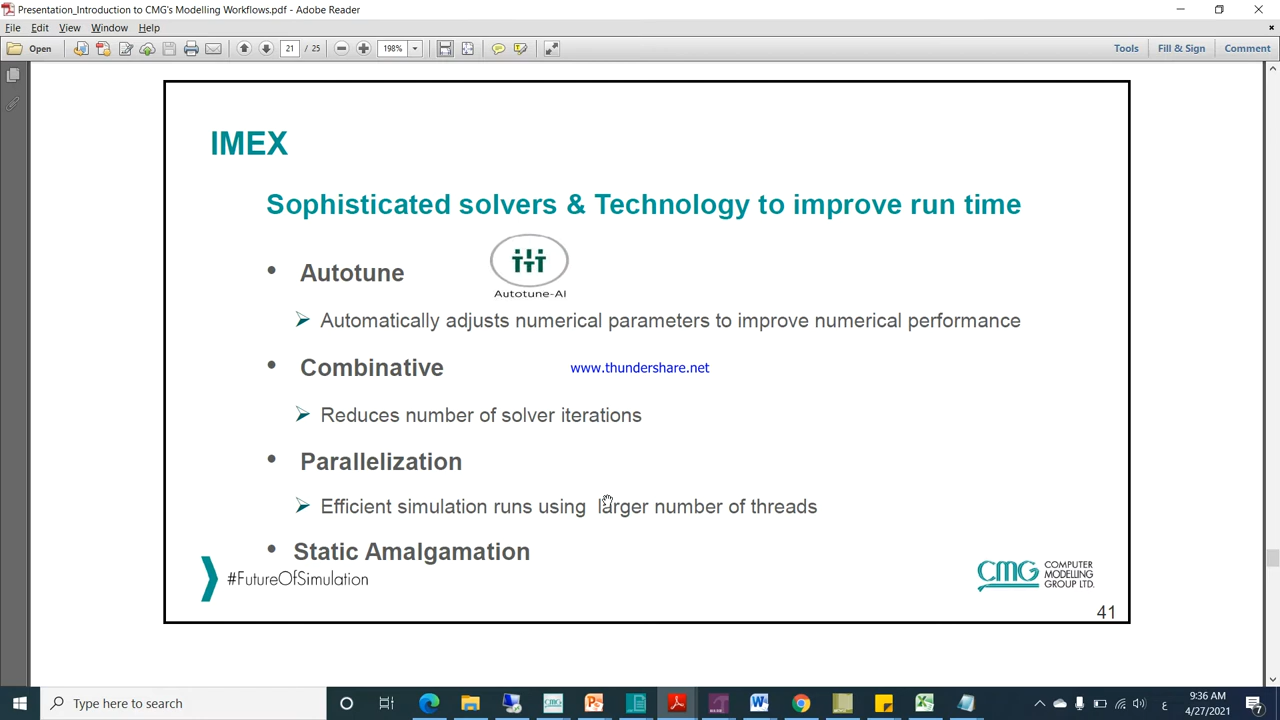 Presentation_Introduction to CMG's Modelling Workflows.pdf - Adobe Reader
File Edit View Window Help
Open 21 / 25 198% Tools Fill & Sign Comment
IMEX
Sophisticated solvers & Technology to improve run time
• Autotune
Autotune-AI
Automatically adjusts numerical parameters to improve numerical performance
• Combinative
www.thundershare.net
Reduces number of solver iterations
• Parallelization
Efficient simulation runs using larger number of threads
• Static Amalgamation
#FutureOfSimulation
CMG COMPUTER
MODELLING
GROUP LTD.
41
Type here to search
9:36 AM
4/27/2021